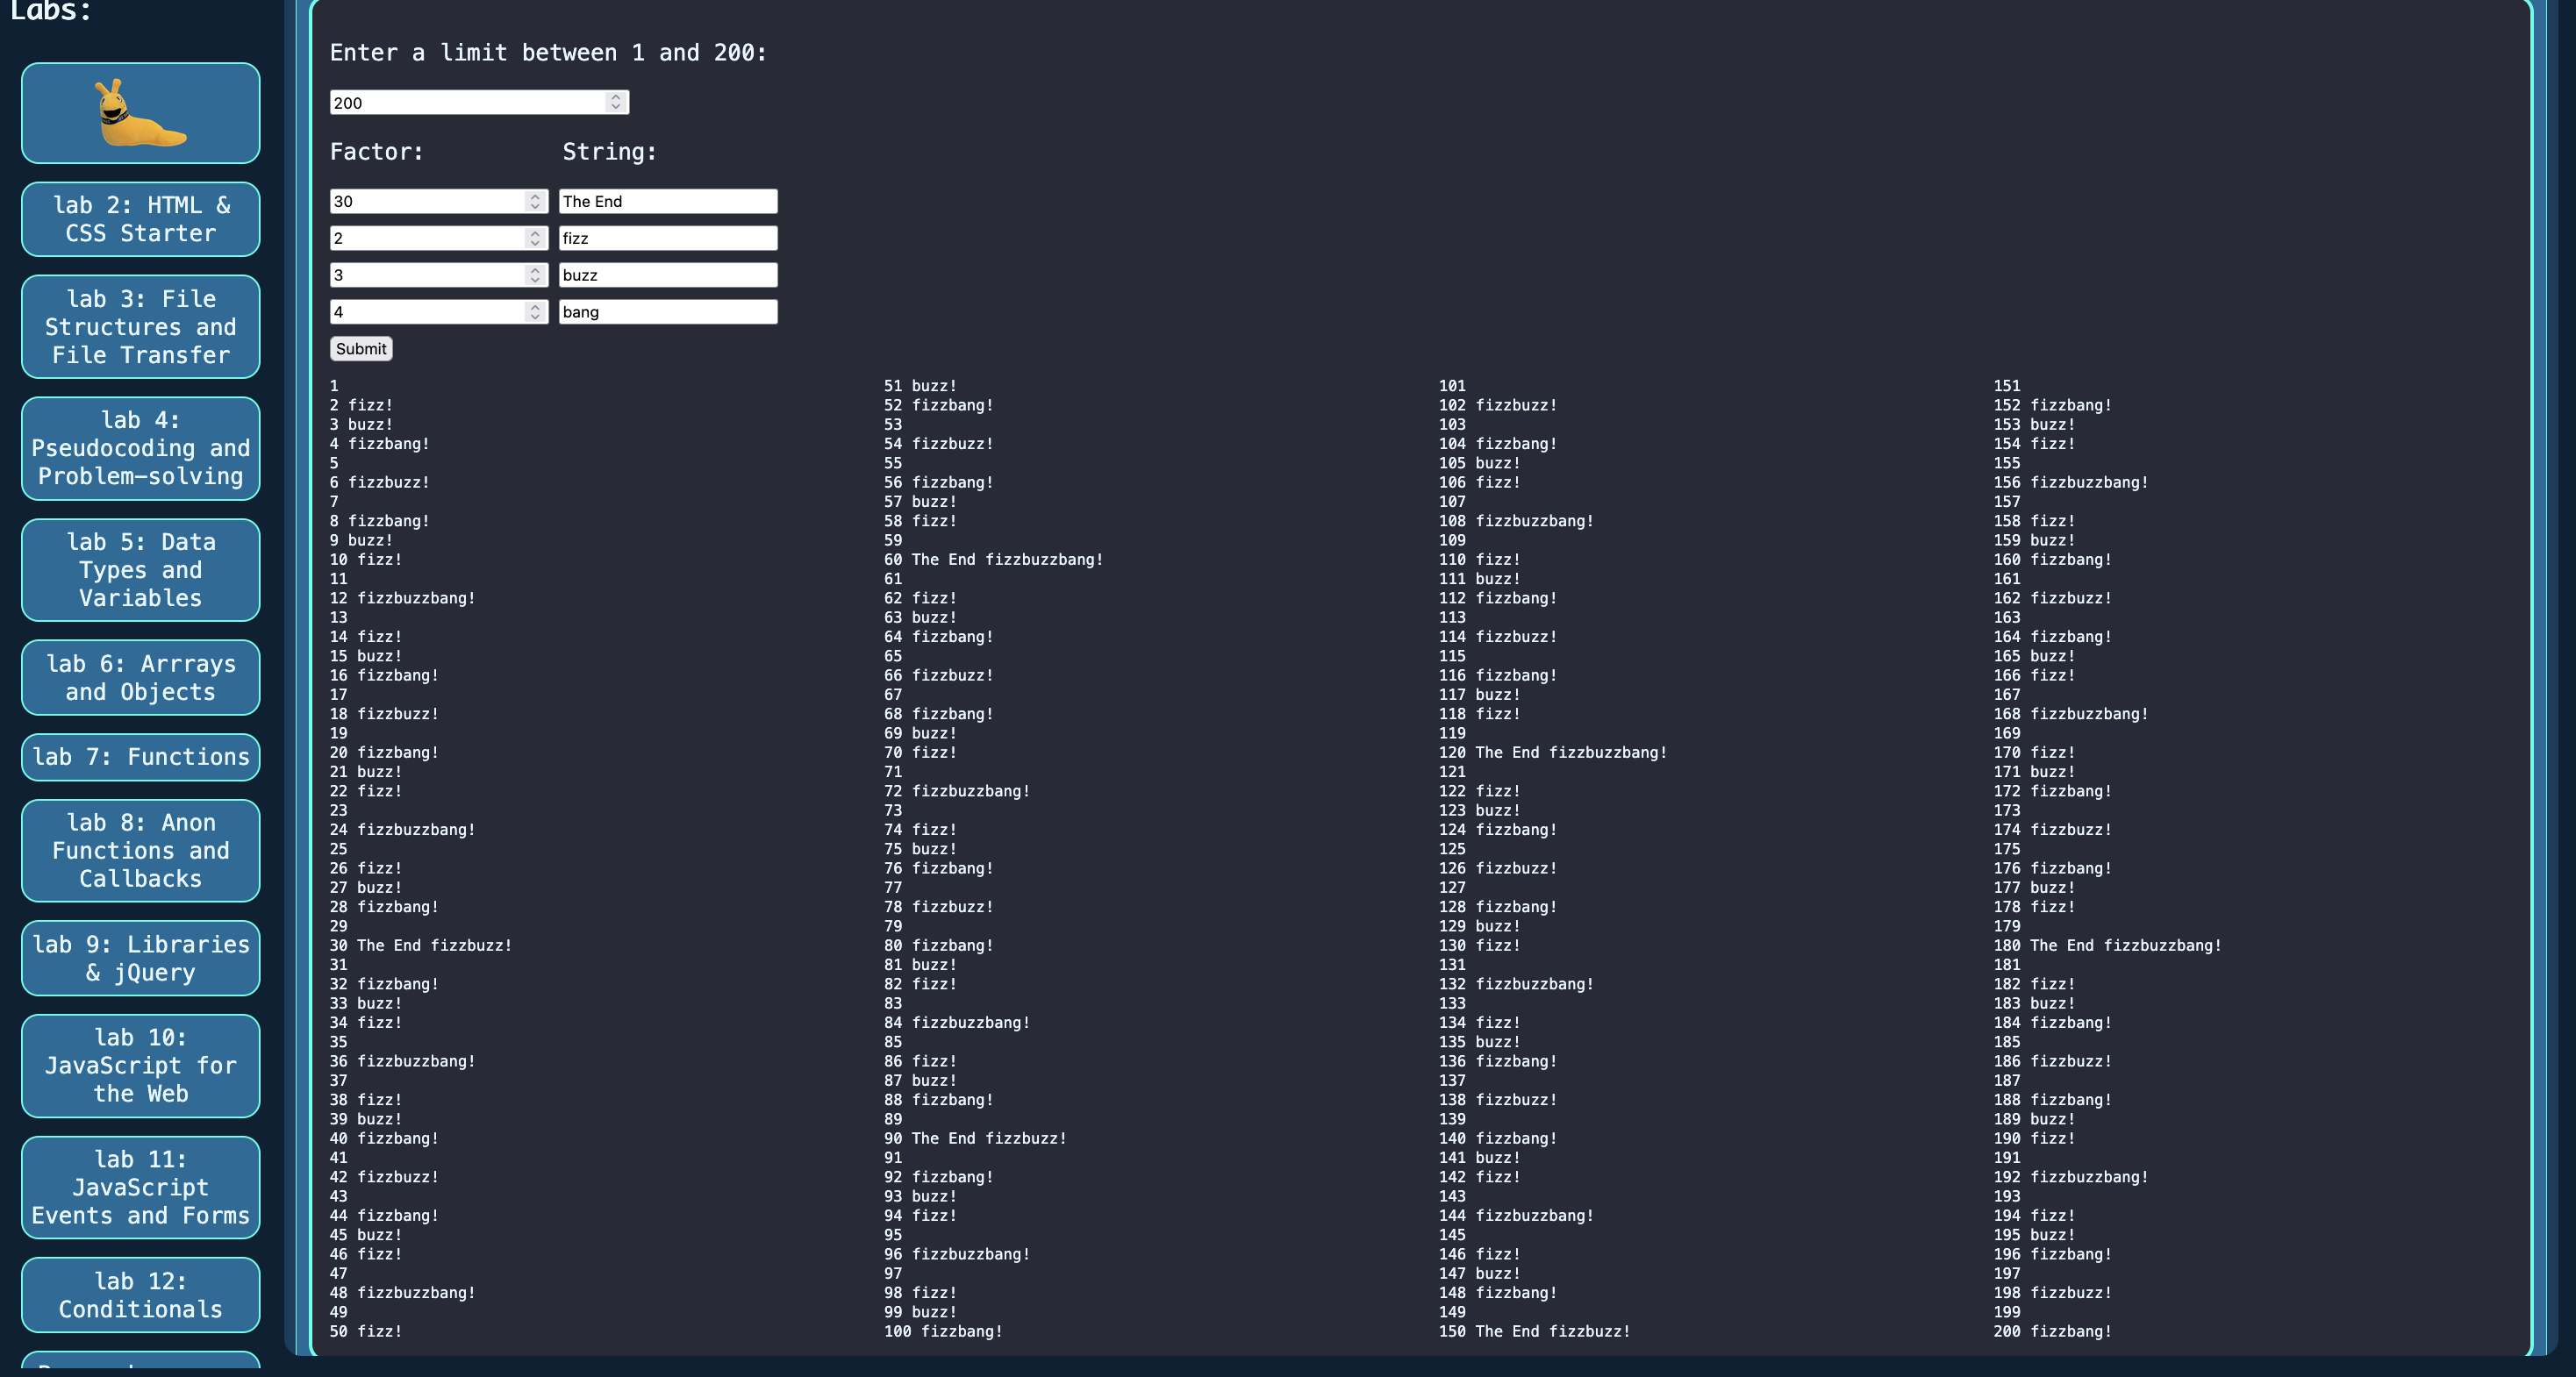 Labs:
lab 2: HTML &
CSS Starter
lab 3: File
Structures and
File Transfer
lab 4:
Pseudocoding and
Problem-solving
lab 5: Data
Types and
Variables
lab 6: Arrrays
and Objects
lab 7: Functions
lab 8: Anon
Functions and
Callbacks
lab 9: Libraries
& jQuery
lab 10:
JavaScript for
the Web
lab 11:
JavaScript
Events and Forms
lab 12:
Conditionals
Enter a limit between 1 and 200:
200
Factor: String:
30 The End
2 fizz
3 buzz
4 bang
Submit
1
2 fizz!
3 buzz!
4 fizzbang!
5
6 fizzbuzz!
7
8 fizzbang!
9 buzz!
10 fizz!
11
12 fizzbuzzbang!
13
14 fizz!
15 buzz!
16 fizzbang!
17
18 fizzbuzz!
19
20 fizzbang!
21 buzz!
22 fizz!
23
24 fizzbuzzbang!
25
26 fizz!
27 buzz!
28 fizzbang!
29
30 The End fizzbuzz!
31
32 fizzbang!
33 buzz!
34 fizz!
35
36 fizzbuzzbang!
37
38 fizz!
39 buzz!
40 fizzbang!
41
42 fizzbuzz!
43
44 fizzbang!
45 buzz!
46 fizz!
47
48 fizzbuzzbang!
49
50 fizz!
51 buzz!
52 fizzbang!
53
54 fizzbuzz!
55
56 fizzbang!
57 buzz!
58 fizz!
59
60 The End fizzbuzzbang!
61
62 fizz!
63 buzz!
64 fizzbang!
65
66 fizzbuzz!
67
68 fizzbang!
69 buzz!
70 fizz!
71
72 fizzbuzzbang!
73
74 fizz!
75 buzz!
76 fizzbang!
77
78 fizzbuzz!
79
80 fizzbang!
81 buzz!
82 fizz!
83
84 fizzbuzzbang!
85
86 fizz!
87 buzz!
88 fizzbang!
89
90 The End fizzbuzz!
91
92 fizzbang!
93 buzz!
94 fizz!
95
96 fizzbuzzbang!
97
98 fizz!
99 buzz!
100 fizzbang!
101
102 fizzbuzz!
103
104 fizzbang!
105 buzz!
106 fizz!
107
108 fizzbuzzbang!
109
110 fizz!
111 buzz!
112 fizzbang!
113
114 fizzbuzz!
115
116 fizzbang!
117 buzz!
118 fizz!
119
120 The End fizzbuzzbang!
121
122 fizz!
123 buzz!
124 fizzbang!
125
126 fizzbuzz!
127
128 fizzbang!
129 buzz!
130 fizz!
131
132 fizzbuzzbang!
133
134 fizz!
135 buzz!
136 fizzbang!
137
138 fizzbuzz!
139
140 fizzbang!
141 buzz!
142 fizz!
143
144 fizzbuzzbang!
145
146 fizz!
147 buzz!
148 fizzbang!
149
150 The End fizzbuzz!
151
152 fizzbang!
153 buzz!
154 fizz!
155
156 fizzbuzzbang!
157
158 fizz!
159 buzz!
160 fizzbang!
161
162 fizzbuzz!
163
164 fizzbang!
165 buzz!
166 fizz!
167
168 fizzbuzzbang!
169
170 fizz!
171 buzz!
172 fizzbang!
173
174 fizzbuzz!
175
176 fizzbang!
177 buzz!
178 fizz!
179
180 The End fizzbuzzbang!
181
182 fizz!
183 buzz!
184 fizzbang!
185
186 fizzbuzz!
187
188 fizzbang!
189 buzz!
190 fizz!
191
192 fizzbuzzbang!
193
194 fizz!
195 buzz!
196 fizzbang!
197
198 fizzbuzz!
199
200 fizzbang!